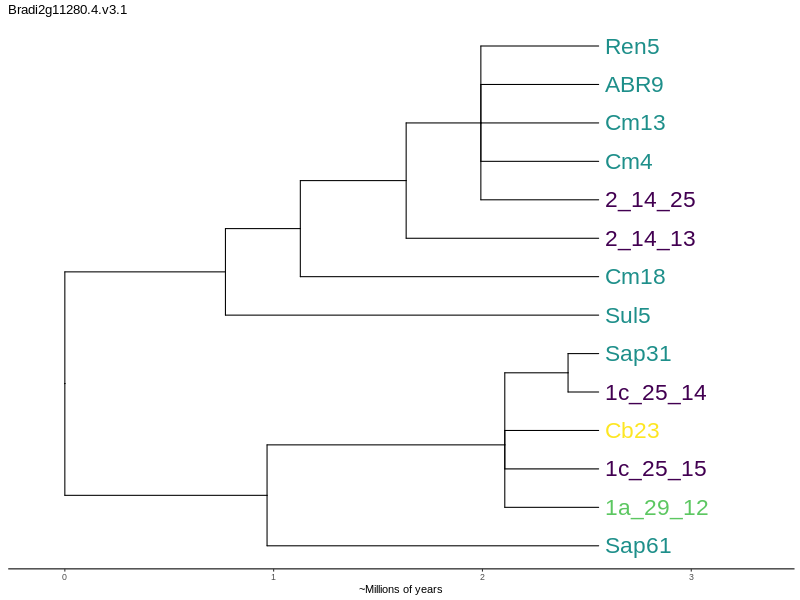 Bradi2g11280.4.v3.1
Ren5
ABR9
Cm13
Cm4
2_14_25
2_14_13
Cm18
Sul5
Sap31
1c_25_14
Cb23
1c_25_15
1a_29_12
Sap61
0 1 2 3
~Millions of years